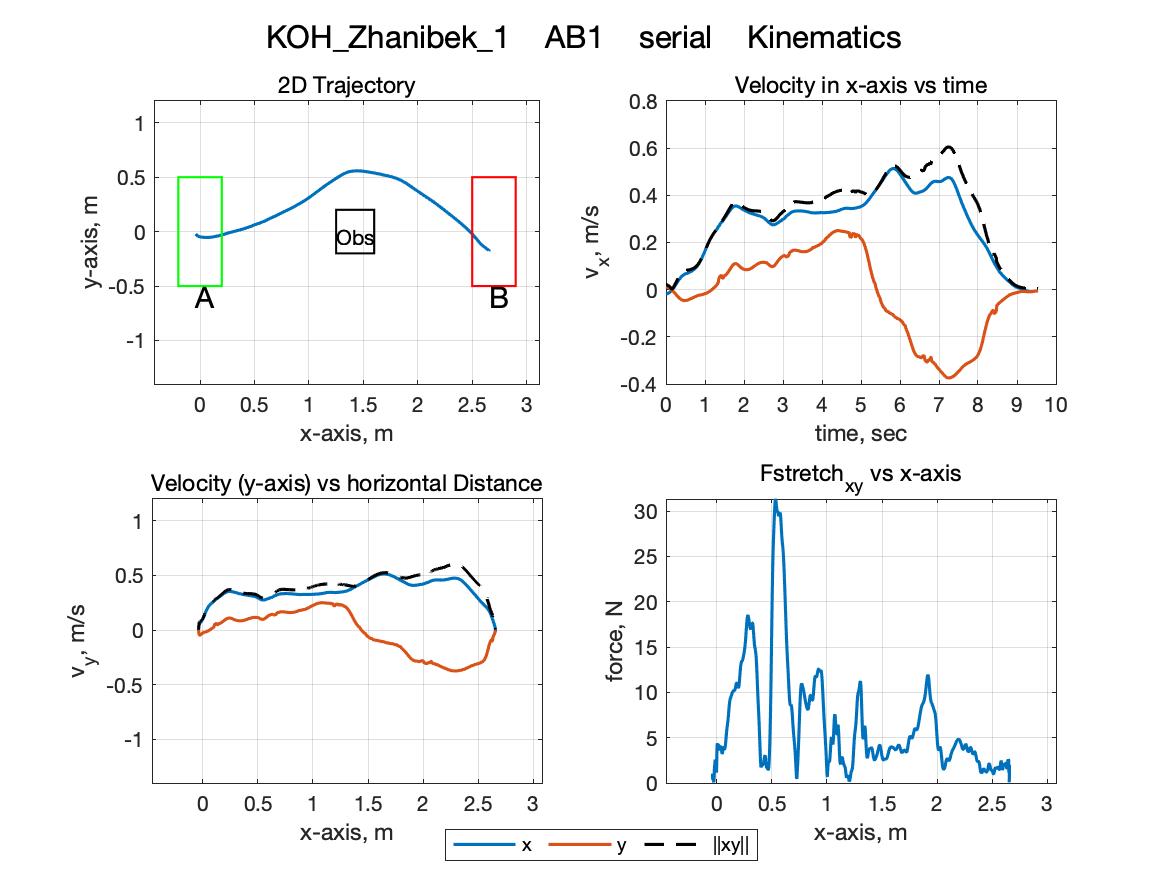 KOH_Zhanibek_1 AB1 serial Kinematics
2D Trajectory
1
0.5
0
-0.5
-1
y-axis, m
Obs
A
B
0 0.5 1 1.5 2 2.5 3
x-axis, m
Velocity in x-axis vs time
0.8
0.6
0.4
0.2
0
-0.2
-0.4
vx, m/s
0 1 2 3 4 5 6 7 8 9 10
time, sec
Velocity (y-axis) vs horizontal Distance
1
0.5
0
-0.5
-1
vy, m/s
0 0.5 1 1.5 2 2.5 3
x-axis, m
Fstretchxy vs x-axis
30
25
20
15
10
5
0
force, N
0 0.5 1 1.5 2 2.5 3
x-axis, m
x y ||xy||